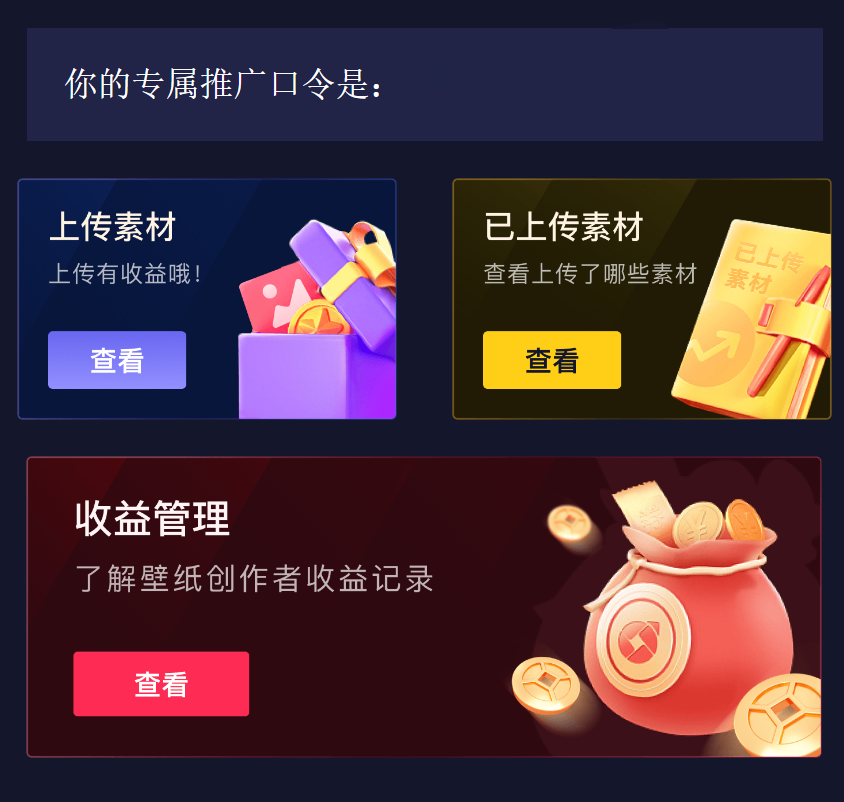 你的专属推广口令是：
上传素材
上传有收益哦！
查看
已上传素材
查看上传了哪些素材
查看
已上传
素材
收益管理
了解壁纸创作者收益记录
查看